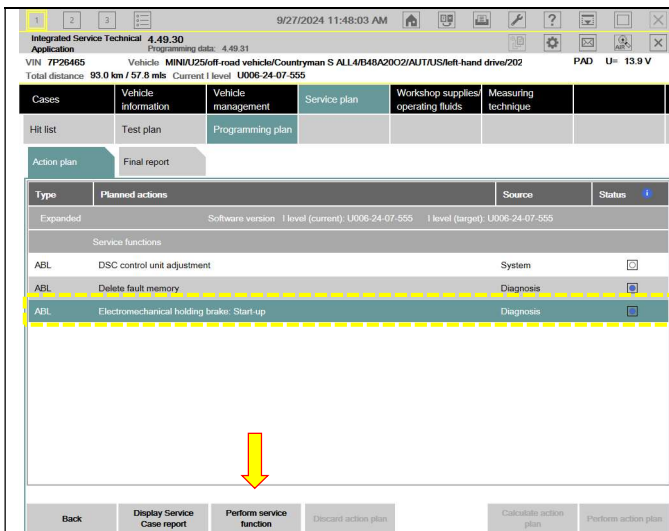 1 2 3 9/27/2024 11:48:03 AM ?
Integrated Service Technical Application 4.49.30
Programming data: 4.49.31
VIN 7P26465 Vehicle MINI/U25/off-road vehicle/Countryman S ALL4/B48A20O2/AUT/US/left-hand drive/202 PAD U= 13.9 V
Total distance 93.0 km / 57.8 mls Current I level U006-24-07-555
Cases Vehicle information Vehicle management Service plan Workshop supplies/ operating fluids Measuring technique
Hit list Test plan Programming plan
Action plan Final report
Type Planned actions Source Status i
Expanded Software version I level (current): U006-24-07-555 I level (target): U006-24-07-555
Service functions
ABL DSC control unit adjustment System
ABL Delete fault memory Diagnosis
ABL Electromechanical holding brake: Start-up Diagnosis
Back Display Service Case report Perform service function Discard action plan Calculate action plan Perform action plan